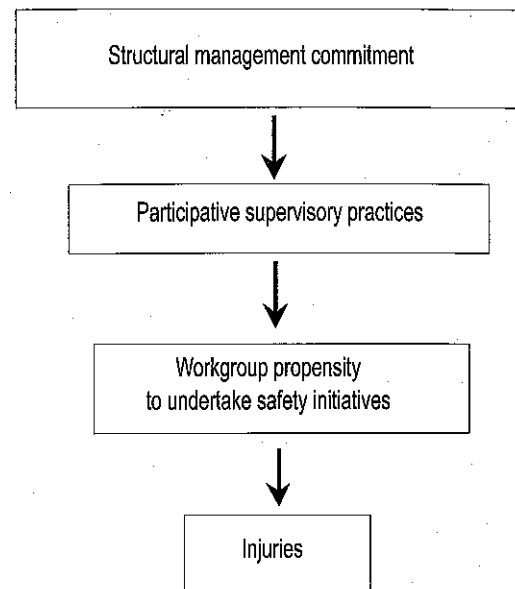 Structural management commitment
Participative supervisory practices
Workgroup propensity
to undertake safety initiatives
Injuries